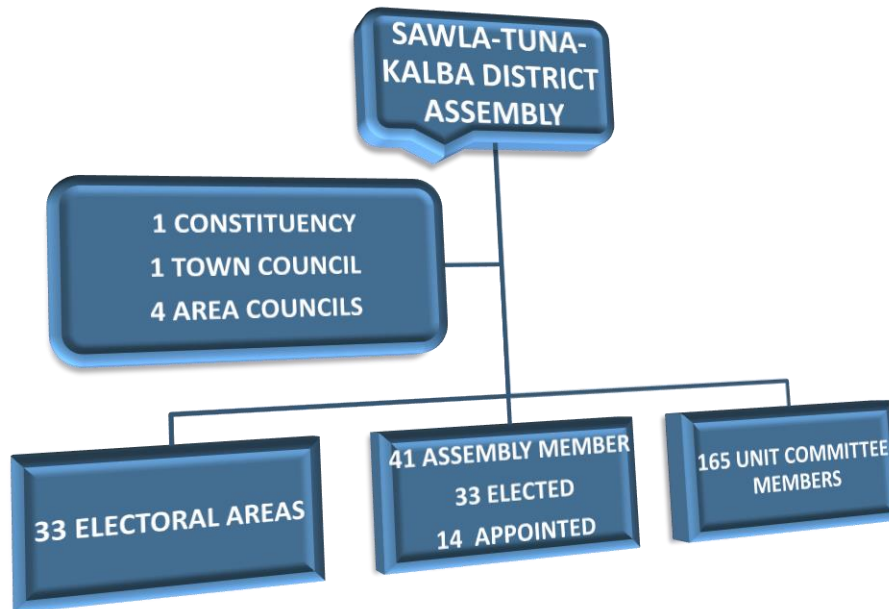 SAWLA-TUNA-
KALBA DISTRICT
ASSEMBLY
1 CONSTITUENCY
1 TOWN COUNCIL
4 AREA COUNCILS
33 ELECTORAL AREAS
41 ASSEMBLY MEMBER
33 ELECTED
14 APPOINTED
165 UNIT COMMITTEE
MEMBERS